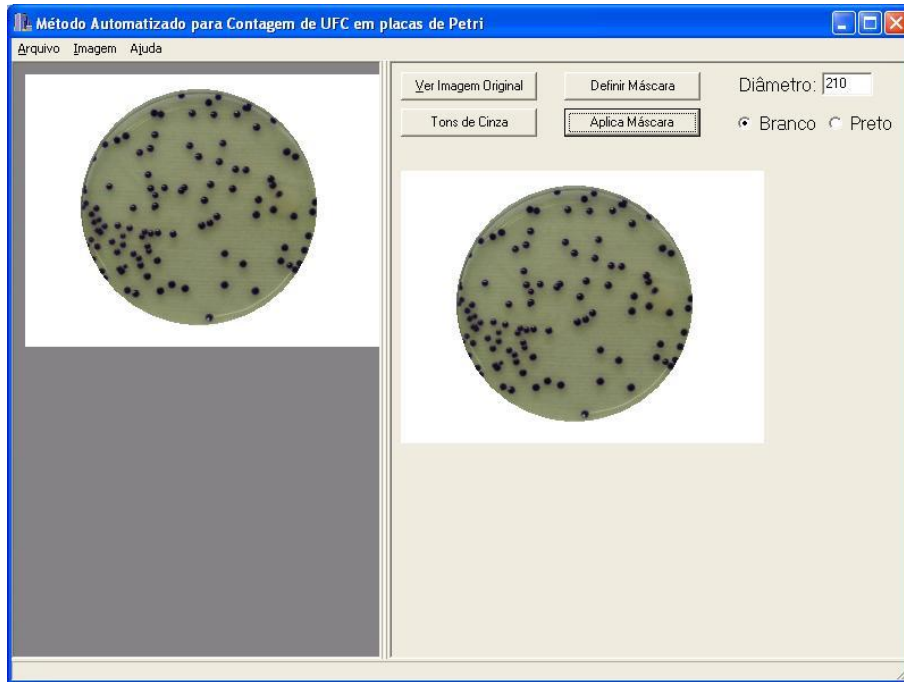 Método Automatizado para Contagem de UFC em placas de Petri
Arquivo Imagem Ajuda
Ver Imagem Original Definir Máscara Diâmetro: 210
Tons de Cinza Aplica Máscara Branco Preto